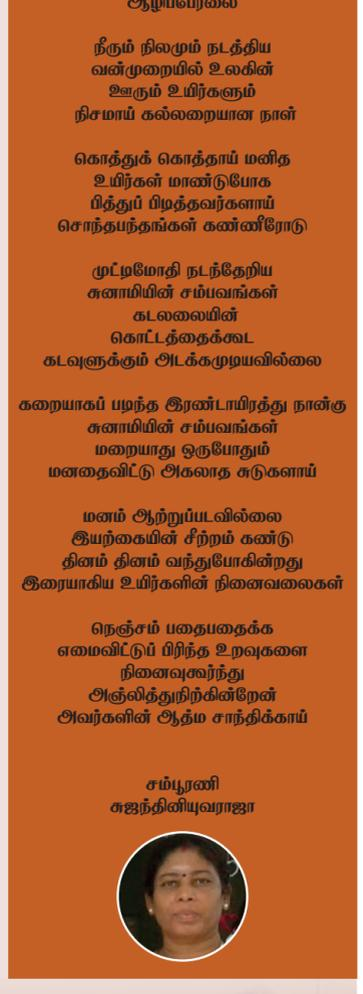 ஆழிப்பேரலை
நீரும் நிலமும் நடத்திய
வன்முறையில் உலகின்
ஊரும் உயிர்களும்
நிசமாய் கல்லறையான நாள்
கொத்துக் கொத்தாய் மனித
உயிர்கள் மாண்டுபோக
பித்துப் பிடித்தவர்களாய்
சொந்தபந்தங்கள் கண்ணீரோடு
முட்டிமோதி நடந்தேறிய
சுனாமியின் சம்பவங்கள்
கடலலையின்
கொட்டத்தைக்கூட
கடவுளுக்கும் அடக்கமுடியவில்லை
கறையாகப் படிந்த இரண்டாயிரத்து நான்கு
சுனாமியின் சம்பவங்கள்
மறையாது ஒருபோதும்
மனதைவிட்டு அகலாத சுடுகளாய்
மனம் ஆற்றுப்படவில்லை
இயற்கையின் சீற்றம் கண்டு
தினம் தினம் வந்துபோகின்றது
இரையாகிய உயிர்களின் நினைவலைகள்
நெஞ்சம் பதைபதைக்க
எமைவிட்டுப் பிரிந்த உறவுகளை
நினைவுகூர்ந்து
அஞ்லித்துநிற்கின்றேன்
அவர்களின் ஆத்ம சாந்திக்காய்
சம்பூரணி
சுஜந்தினியுவராஜா